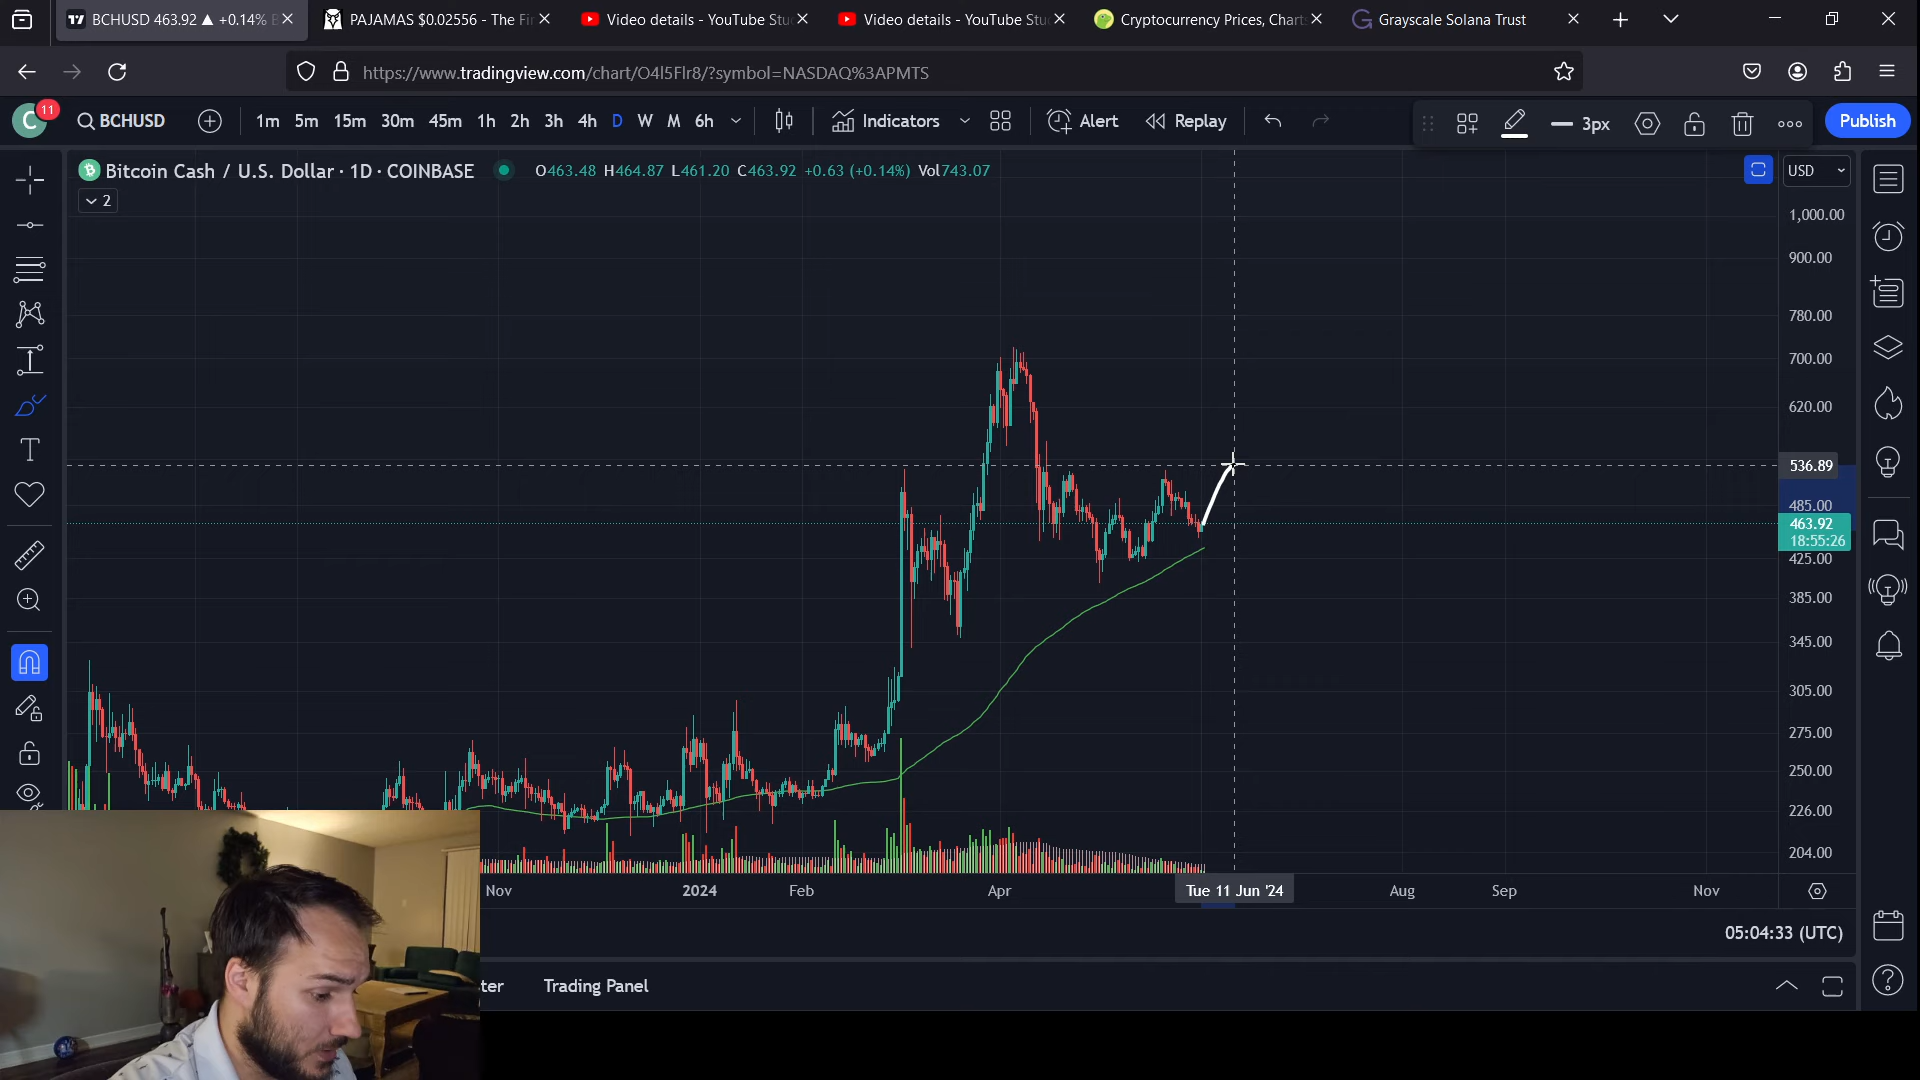 BCHUSD 463.92 ▲ +0.14%
PAJAMAS $0.02556 - The Fi
Video details - YouTube Stu
Video details - YouTube Stu
Cryptocurrency Prices, Chart
Grayscale Solana Trust
https://www.tradingview.com/chart/O4l5Flr8/?symbol=NASDAQ%3APMTS
C
11
BCHUSD
1m 5m 15m 30m 45m 1h 2h 3h 4h D W M 6h
Indicators
Alert
Replay
3px
Publish
Bitcoin Cash / U.S. Dollar · 1D · COINBASE
O463.48 H464.87 L461.20 C463.92 +0.63 (+0.14%) Vol743.07
USD
2
1,000.00
900.00
780.00
700.00
620.00
536.89
485.00
463.92
18:55:26
425.00
385.00
345.00
305.00
275.00
250.00
226.00
204.00
Nov 2024 Feb Apr Tue 11 Jun '24 Aug Sep Nov
05:04:33 (UTC)
ter
Trading Panel